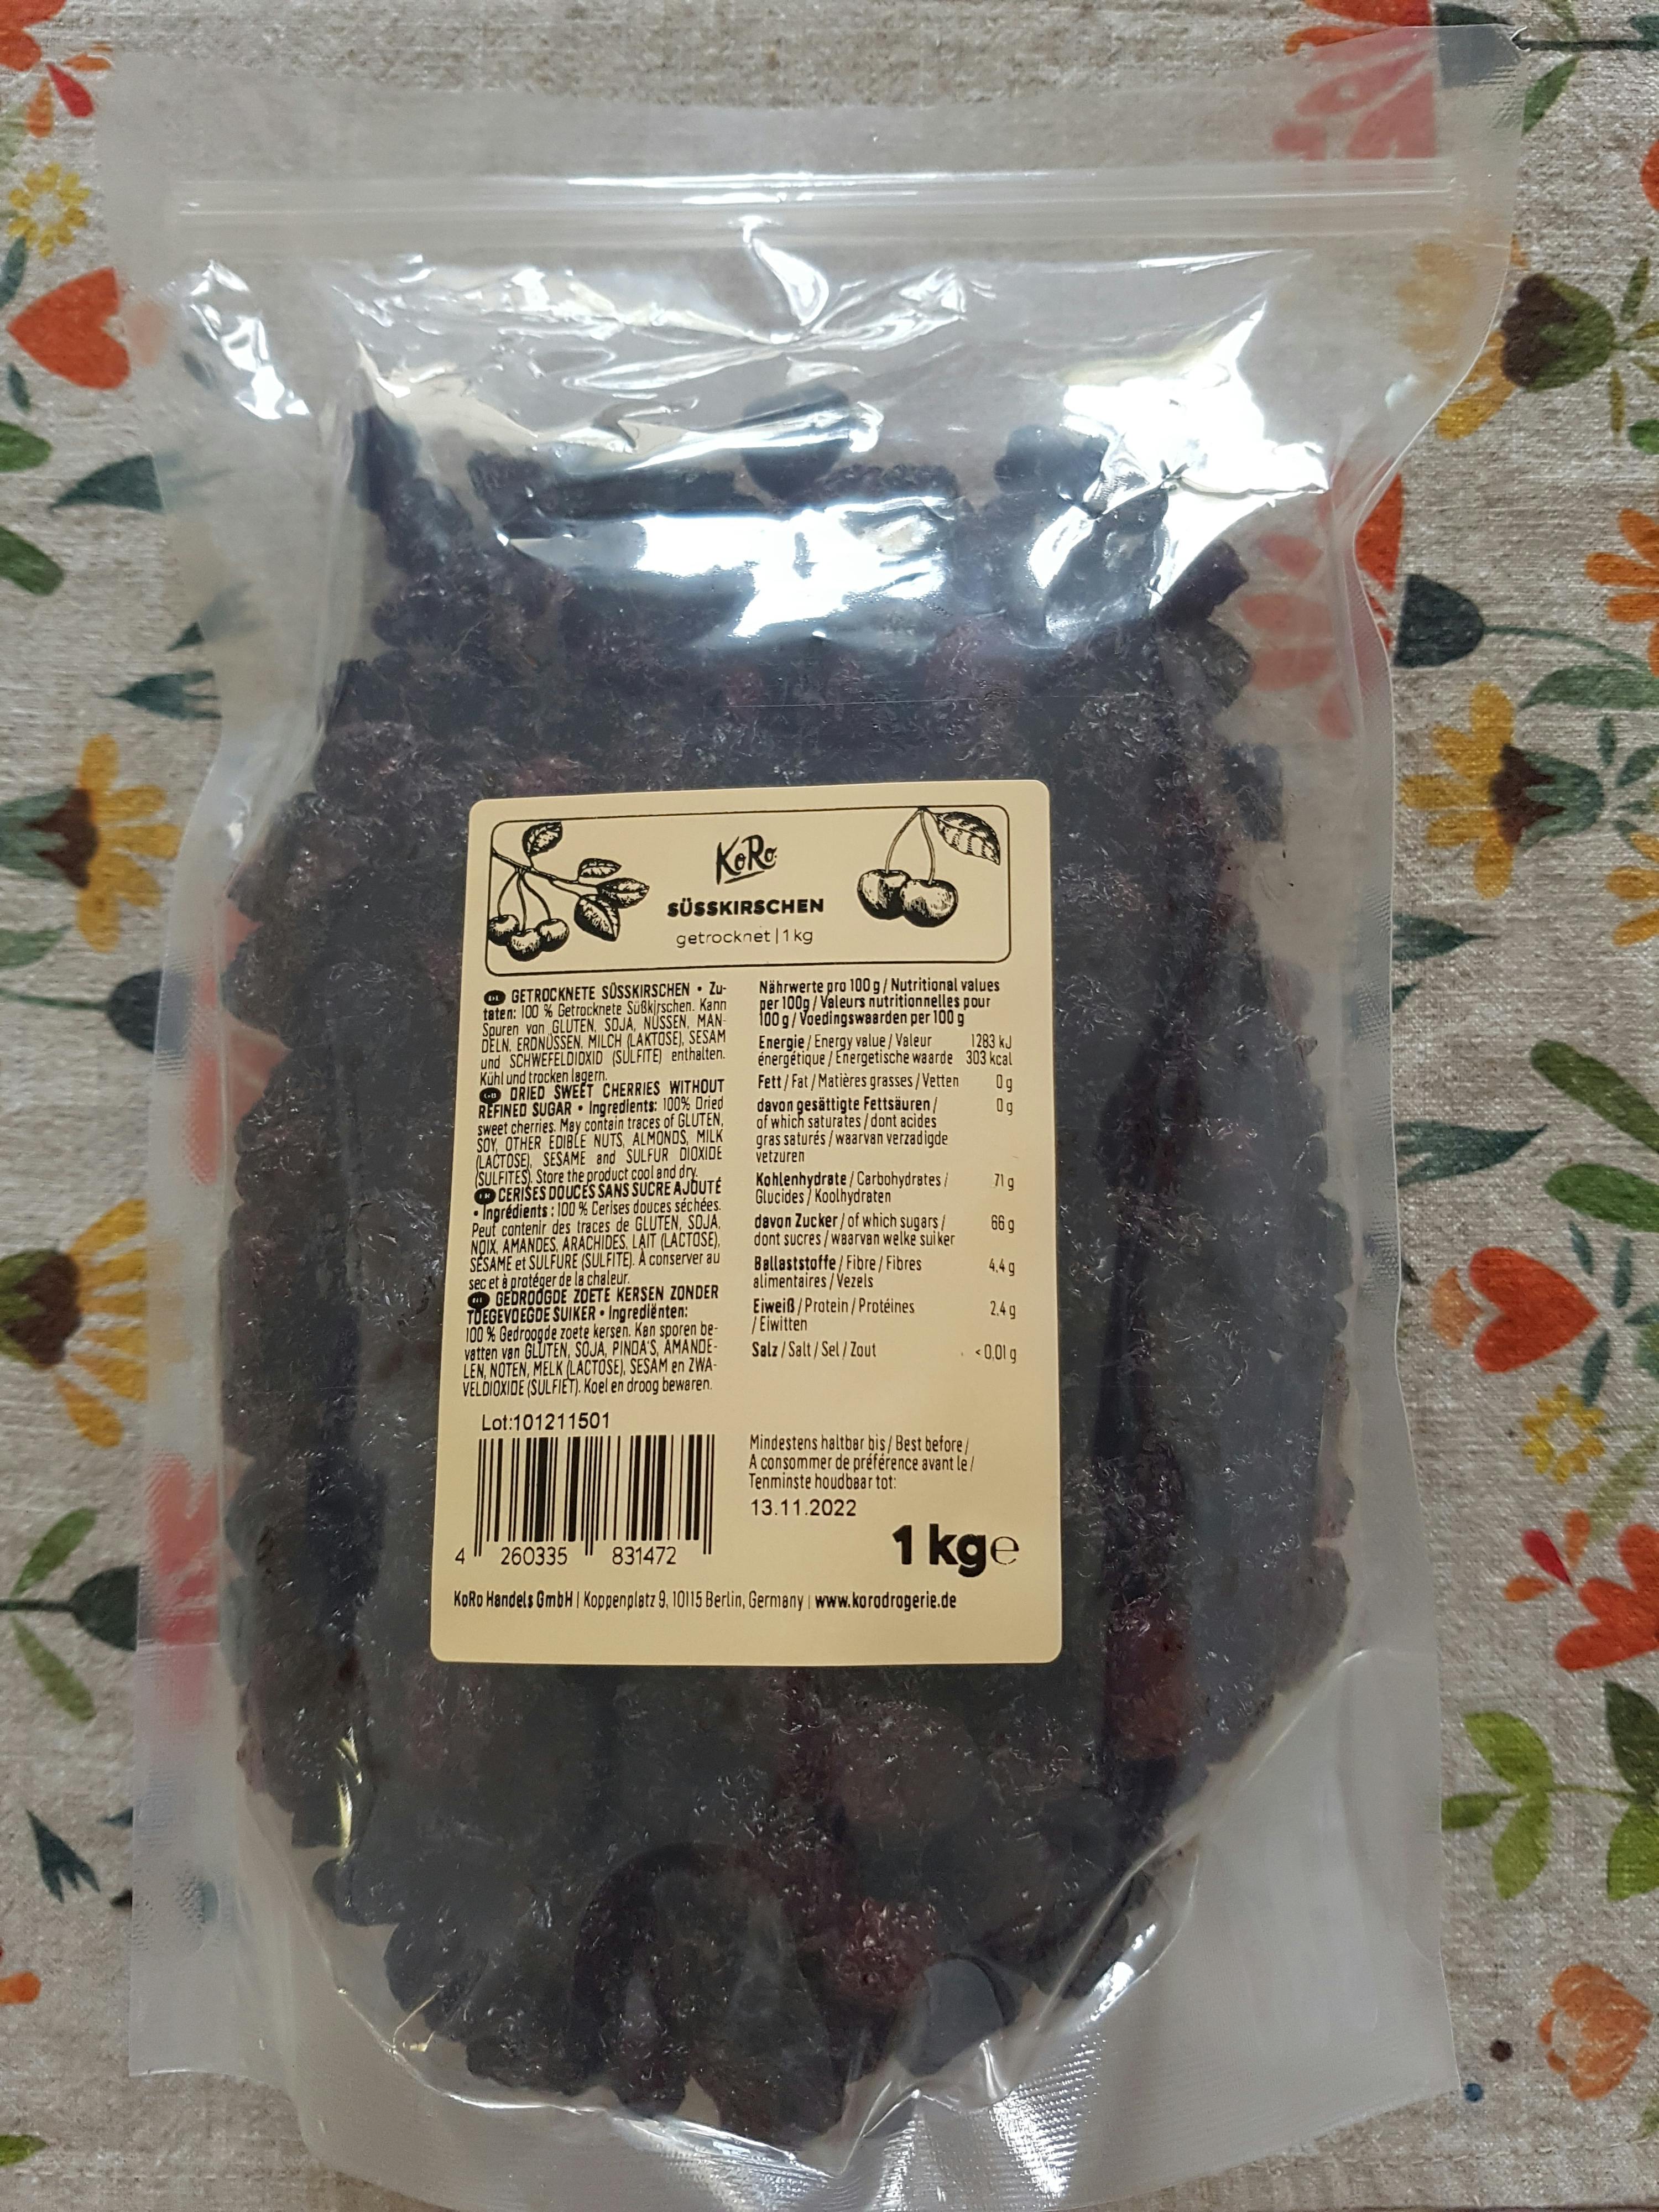 KoRo
SÜSSKIRSCHEN
getrocknet | 1 kg
DE GETROCKNETE SÜSSKIRSCHEN • Zu-
taten: 100 % Getrocknete Süßkirschen. Kann
Spuren von GLUTEN, SOJA, NÜSSEN, MAN-
DELN, ERDNÜSSEN, MILCH (LAKTOSE), SESAM
und SCHWEFELDIOXID (SULFITE) enthalten.
Kühl und trocken lagern.
GB DRIED SWEET CHERRIES WITHOUT
REFINED SUGAR • Ingredients: 100% Dried
sweet cherries. May contain traces of GLUTEN,
SOY, OTHER EDIBLE NUTS, ALMONDS, MILK
(LACTOSE), SESAME and SULFUR DIOXIDE
(SULFITES). Store the product cool and dry.
FR CERISES DOUCES SANS SUCRE AJOUTÉ
• Ingrédients : 100 % Cerises douces séchées.
Peut contenir des traces de GLUTEN, SOJA,
NOIX, AMANDES, ARACHIDES, LAIT (LACTOSE),
SÉSAME et SULFURE (SULFITE). À conserver au
sec et à protéger de la chaleur.
NL GEDROOGDE ZOETE KERSEN ZONDER
TOEGEVOEGDE SUIKER • Ingrediënten:
100 % Gedroogde zoete kersen. Kan sporen be-
vatten van GLUTEN, SOJA, PINDA'S, AMANDE-
LEN, NOTEN, MELK (LACTOSE), SESAM en ZWA-
VELDIOXIDE (SULFIET). Koel en droog bewaren.
Nährwerte pro 100 g / Nutritional values
per 100g / Valeurs nutritionnelles pour
100 g / Voedingswaarden per 100 g
Energie / Energy value / Valeur 1283 kJ
énergétique / Energetische waarde 303 kcal
Fett / Fat / Matières grasses / Vetten 0 g
davon gesättigte Fettsäuren / 0 g
of which saturates / dont acides
gras saturés / waarvan verzadigde
vetzuren
Kohlenhydrate / Carbohydrates / 71 g
Glucides / Koolhydraten
davon Zucker / of which sugars / 66 g
dont sucres / waarvan welke suiker
Ballaststoffe / Fibre / Fibres 4,4 g
alimentaires / Vezels
Eiweiß / Protein / Protéines 2,4 g
/ Eiwitten
Salz / Salt / Sel / Zout <0,01 g
Lot:101211501
4 260335 831472
Mindestens haltbar bis / Best before /
A consommer de préférence avant le /
Tenminste houdbaar tot:
13.11.2022
1 kg e
KoRo Handels GmbH | Koppenplatz 9, 10115 Berlin, Germany | www.korodrogerie.de